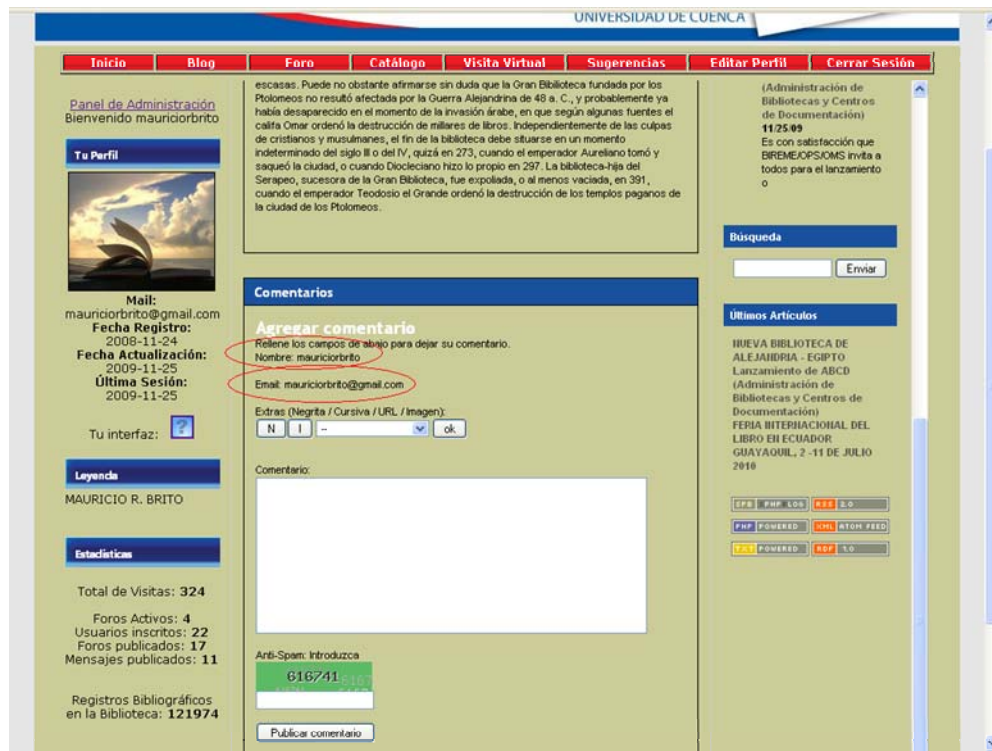 UNIVERSIDAD DE CUENCA
Inicio
Blog
Foro
Catálogo
Visita Virtual
Sugerencias
Editar Perfil
Cerrar Sesión
Panel de Administración
Bienvenido mauriciorbrito
Tu Perfil
Mail:
mauriciorbrito@gmail.com
Fecha Registro:
2008-11-24
Fecha Actualización:
2009-11-25
Última Sesión:
2009-11-25
Tu interfaz:
?
Leyenda
MAURICIO R. BRITO
Estadísticas
Total de Visitas: 324
Foros Activos: 4
Usuarios inscritos: 22
Foros publicados: 17
Mensajes publicados: 11
Registros Bibliográficos
en la Biblioteca: 121974
escasas. Puede no obstante afirmarse sin duda que la Gran Biblioteca fundada por los
Ptolomeos no resultó afectada por la Guerra Alejandrina de 48 a. C., y probablemente ya
había desaparecido en el momento de la invasión árabe, en que según algunas fuentes el
califa Omar ordenó la destrucción de millares de libros. Independientemente de las culpas
de cristianos y musulmanes, el fin de la biblioteca debe situarse en un momento
indeterminado del siglo III o del IV, quizá en 273, cuando el emperador Aureliano tomó y
saqueó la ciudad, o cuando Diocleciano hizo lo propio en 297. La biblioteca-hija del
Serapeo, sucesora de la Gran Biblioteca, fue expoliada, o al menos vaciada, en 391,
cuando el emperador Teodosio el Grande ordenó la destrucción de los templos paganos de
la ciudad de los Ptolomeos.
Comentarios
Agregar comentario
Rellene los campos de abajo para dejar su comentario.
Nombre: mauriciorbrito
Email: mauriciorbrito@gmail.com
Extras (Negrita / Cursiva / URL / Imagen):
N I -- ok
Comentario:
Anti-Spam: Introduzca
616741
Publicar comentario
(Administración de
Bibliotecas y Centros
de Documentación)
11/25/09
Es con satisfacción que
BIREME/OPS/OMS invita a
todos para el lanzamiento
o
Búsqueda
Enviar
Últimos Artículos
NUEVA BIBLIOTECA DE
ALEJANDRIA - EGIPTO
Lanzamiento de ABCD
(Administración de
Bibliotecas y Centros de
Documentación)
FERIA INTERNACIONAL DEL
LIBRO EN ECUADOR
GUAYAQUIL, 2 -11 DE JULIO
2010
RSS 2.0
PHP POWERED
XML ATOM FEED
TXT POWERED
RDF 1.0